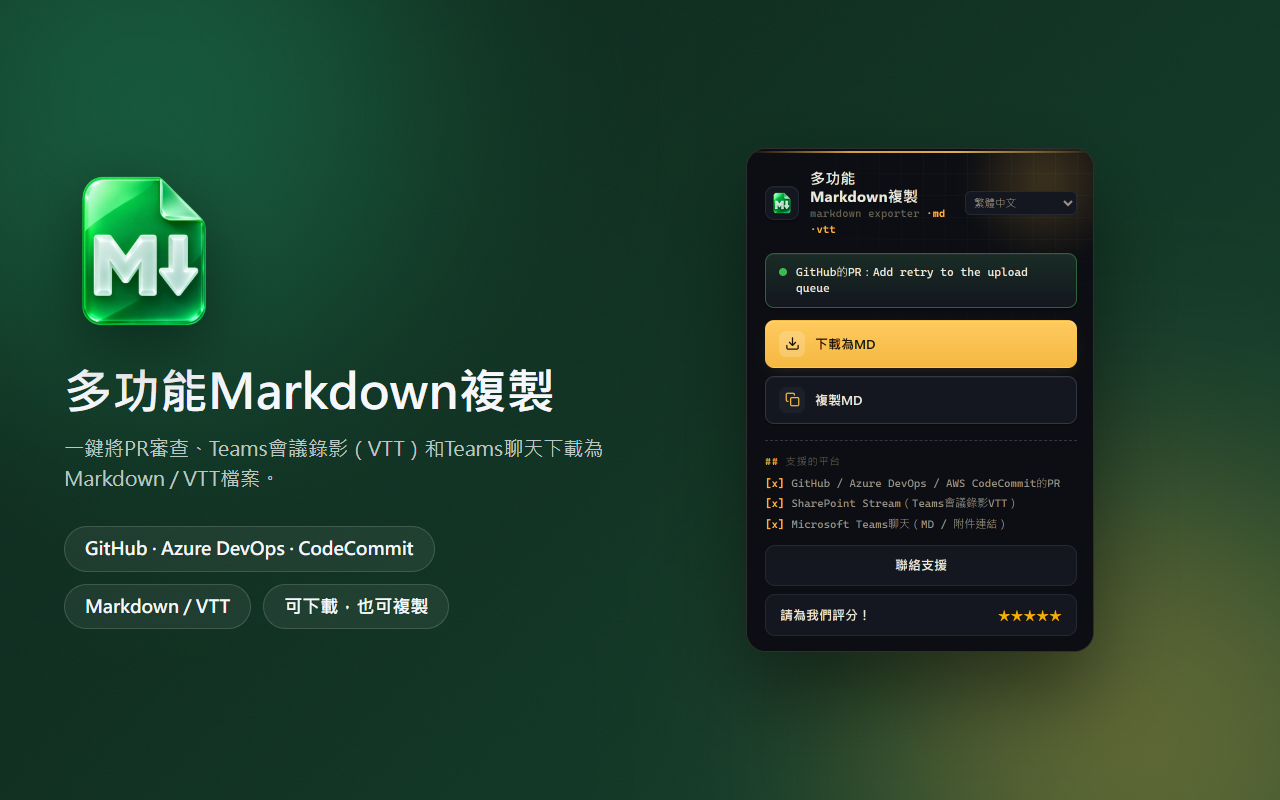 M↓
多功能Markdown複製
一鍵將PR審查、Teams會議錄影（VTT）和Teams聊天下載為
Markdown / VTT檔案。
GitHub · Azure DevOps · CodeCommit
Markdown / VTT
可下載，也可複製
M↓
多功能
Markdown複製
markdown exporter ·md
·vtt
繁體中文
GitHub的PR：Add retry to the upload
queue
下載為MD
複製MD
## 支援的平台
[x] GitHub / Azure DevOps / AWS CodeCommit的PR
[x] SharePoint Stream（Teams會議錄影VTT）
[x] Microsoft Teams聊天（MD / 附件連結）
聯絡支援
請為我們評分！ ★★★★★